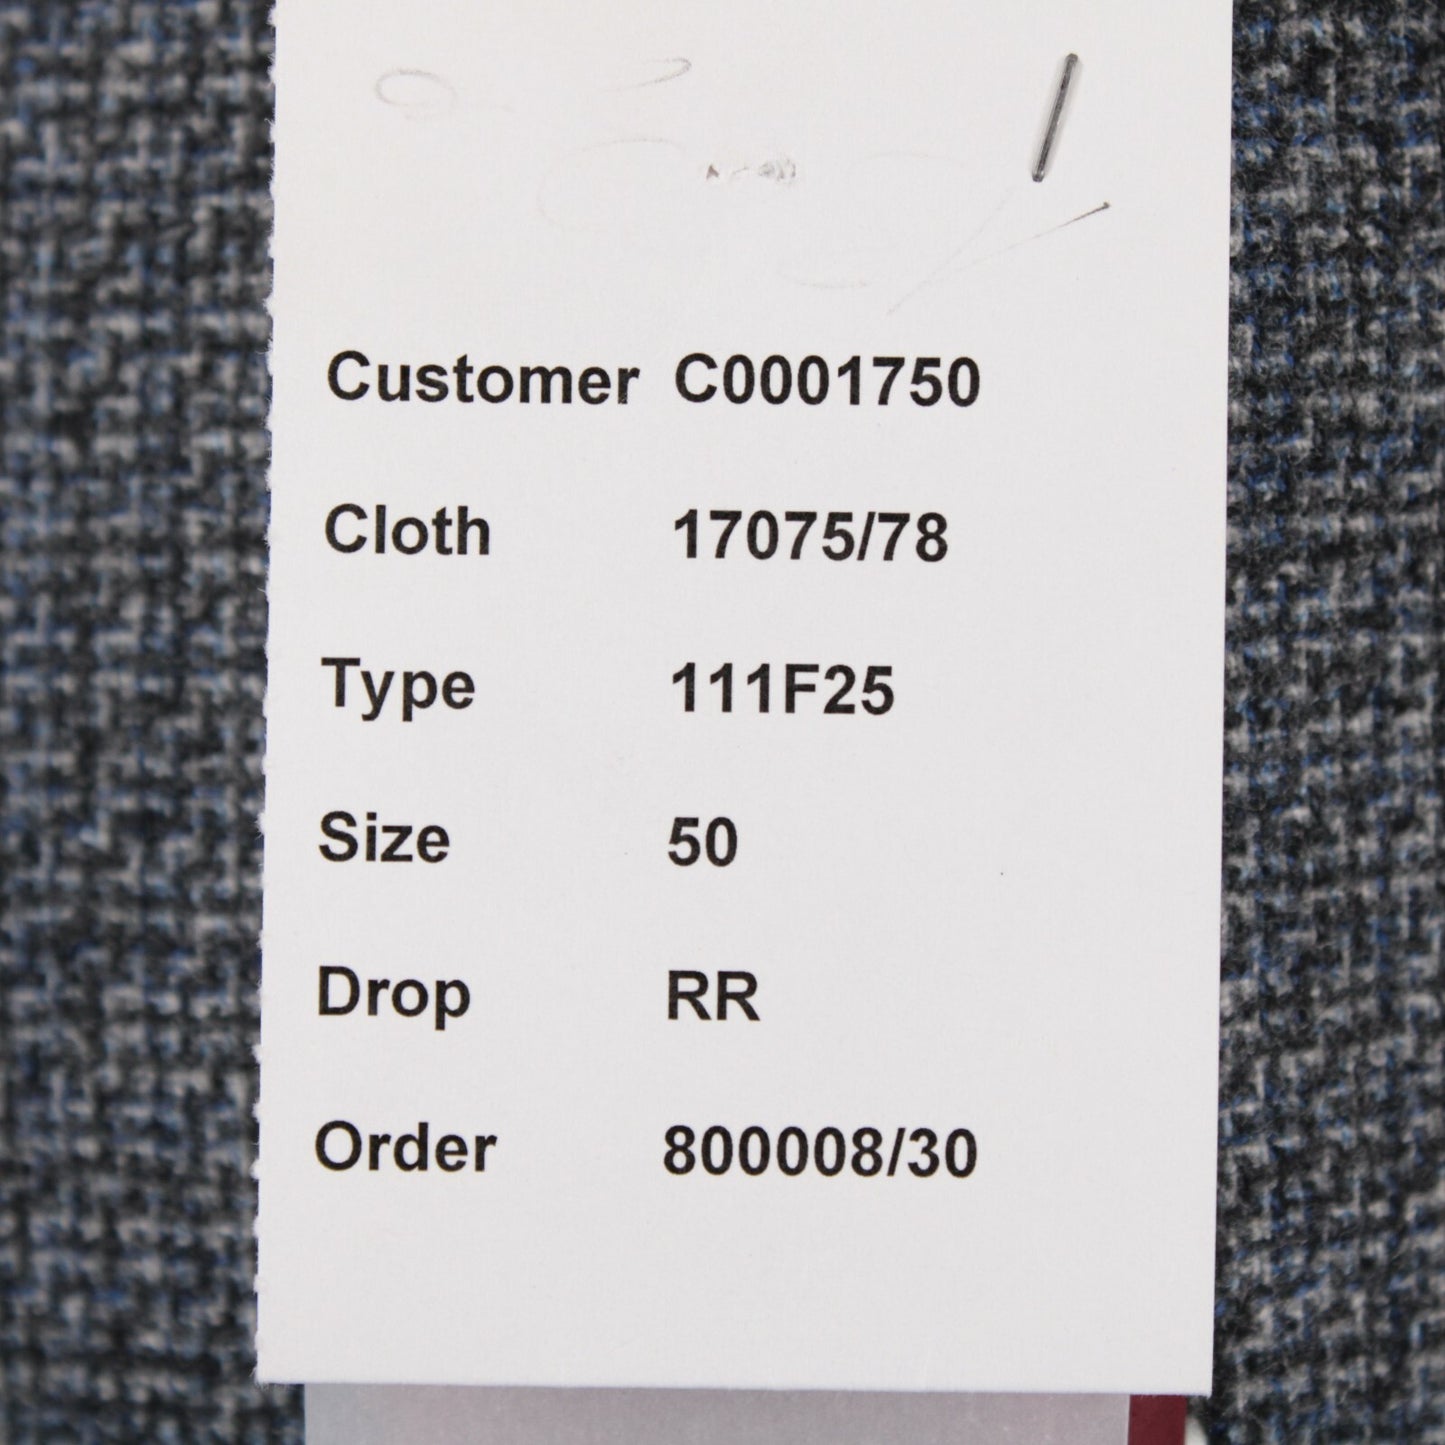 Customer C0001750
Cloth 17075/78
Type 111F25
Size 50
Drop RR
Order 800008/30